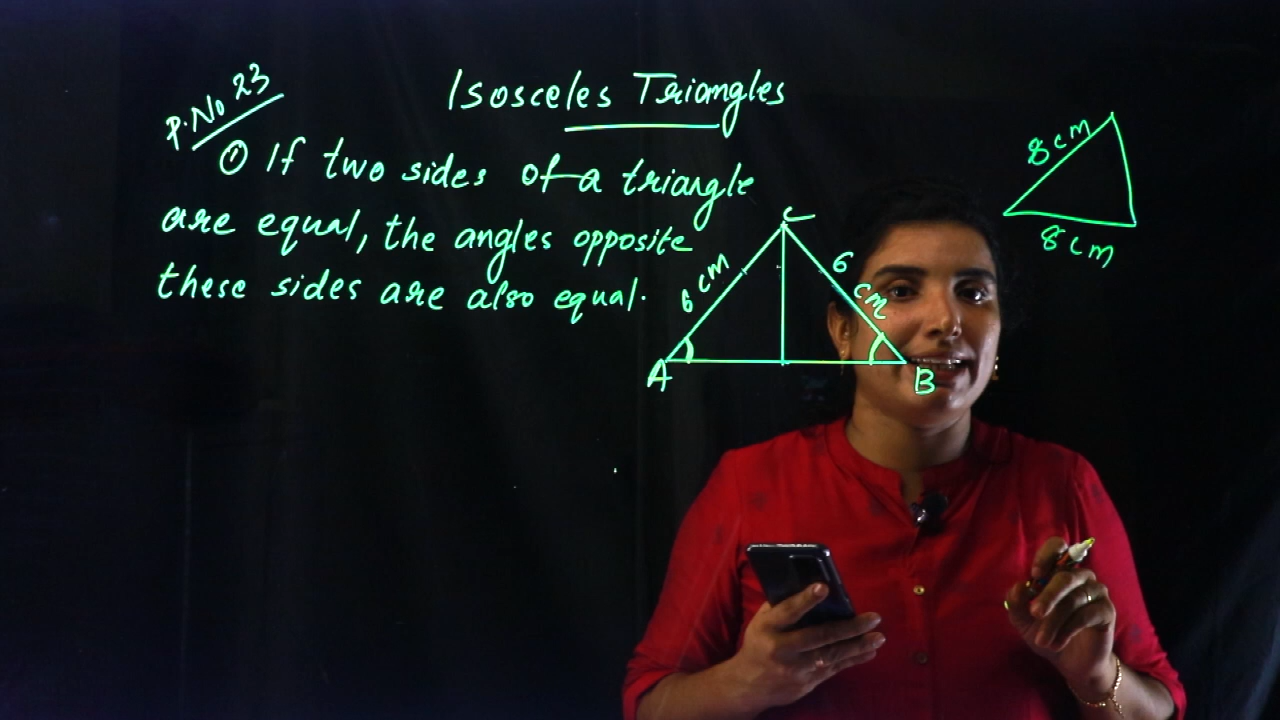 P.No 23
Isosceles Triangles
① If two sides of a triangle
are equal, the angles opposite
these sides are also equal.
C
6 cm
6 cm
A
B
8 cm
8 cm